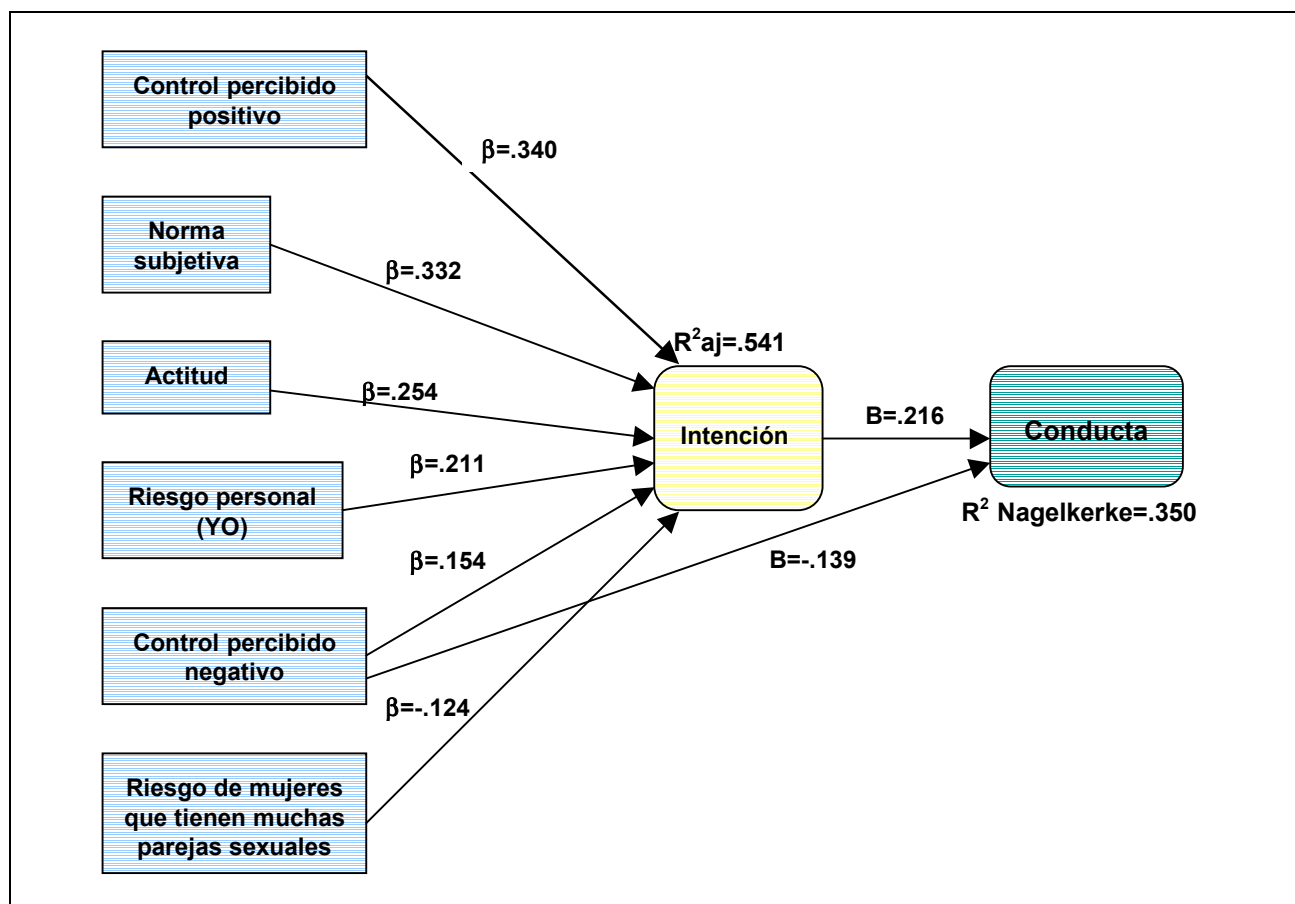 Control percibido
positivo
β=.340
Norma
subjetiva
β=.332
R²aj=.541
Actitud
β=.254
Intención
B=.216
Conducta
R² Nagelkerke=.350
Riesgo personal
(YO)
β=.211
Control percibido
negativo
β=.154
B=-.139
β=-.124
Riesgo de mujeres
que tienen muchas
parejas sexuales